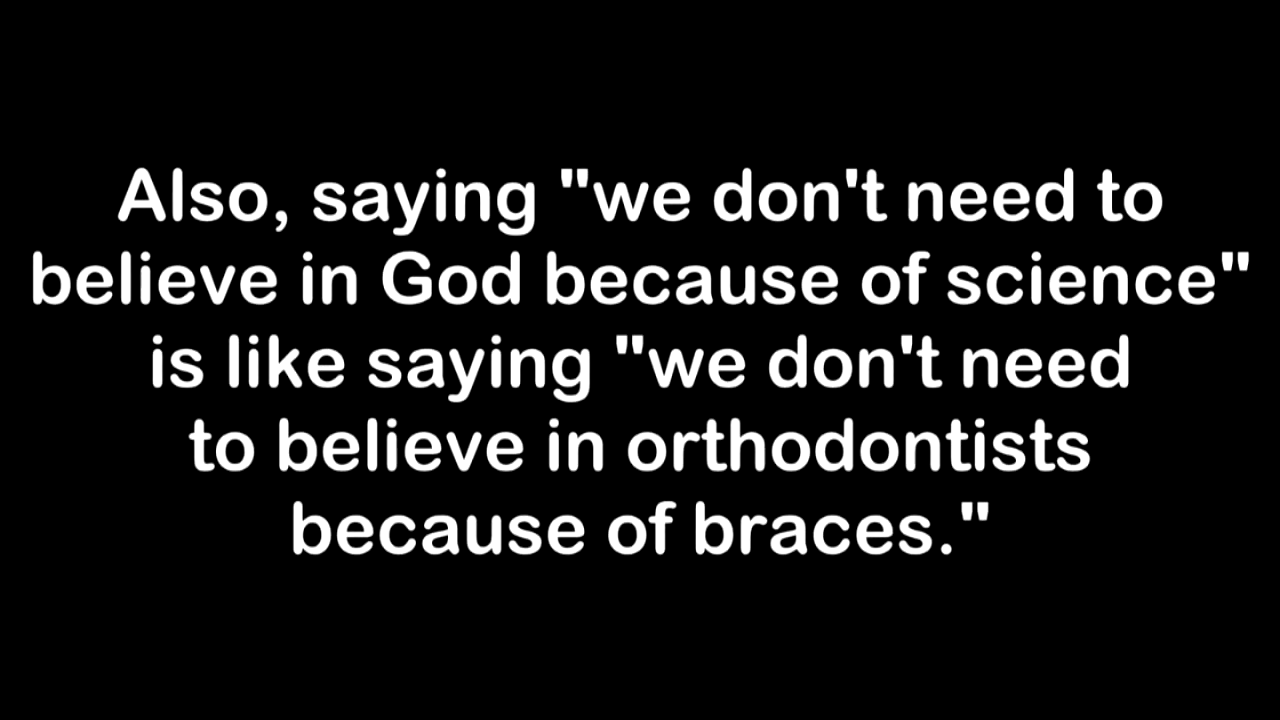 Also, saying "we don't need to
believe in God because of science"
is like saying "we don't need
to believe in orthodontists
because of braces."